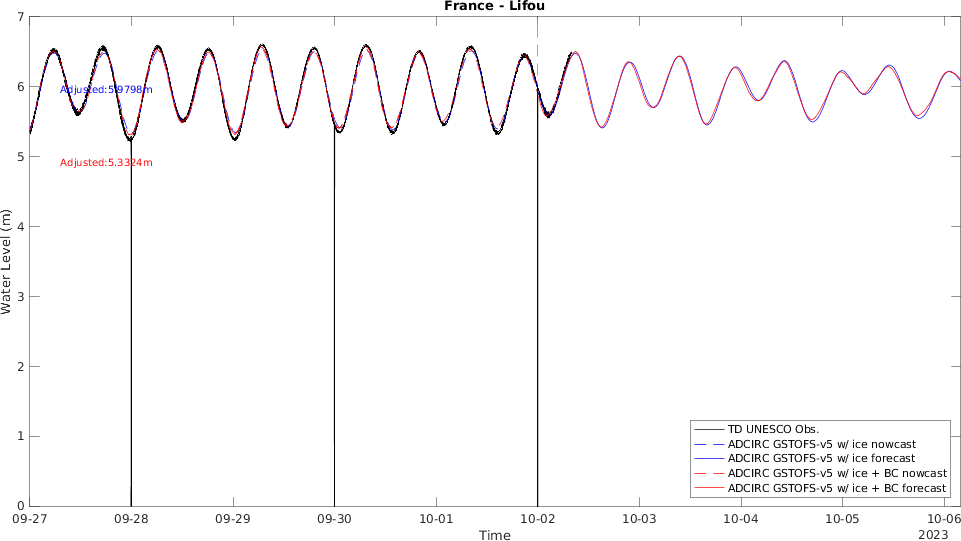 France - Lifou
Water Level (m)
7
6
5
4
3
2
1
0
Adjusted:5.9798m
Adjusted:5.3324m
TD UNESCO Obs.
ADCIRC GSTOFS-v5 w/ ice nowcast
ADCIRC GSTOFS-v5 w/ ice forecast
ADCIRC GSTOFS-v5 w/ ice + BC nowcast
ADCIRC GSTOFS-v5 w/ ice + BC forecast
09-27 09-28 09-29 09-30 10-01 10-02 10-03 10-04 10-05 10-06
Time
2023